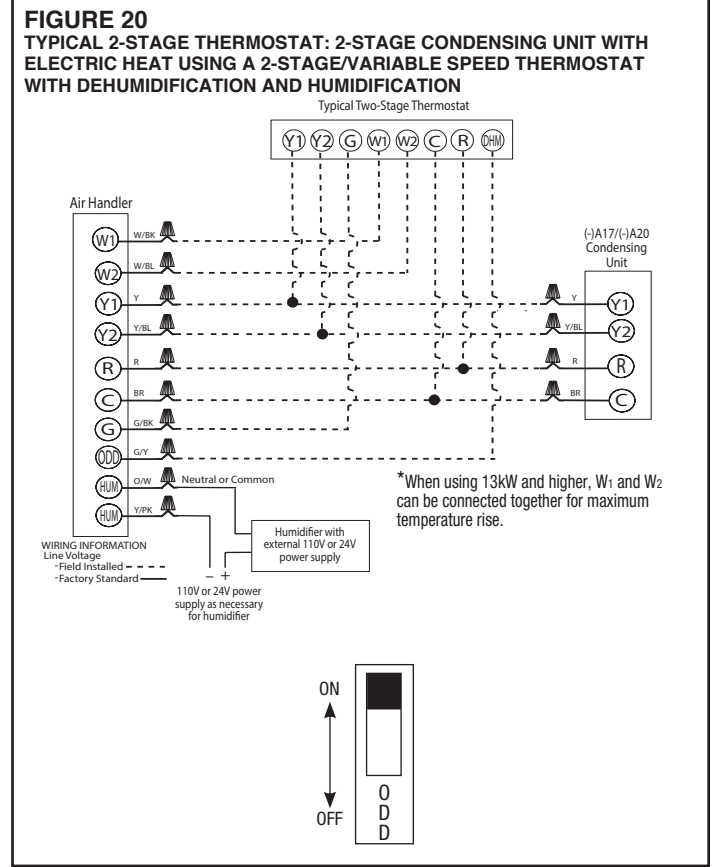 FIGURE 20
TYPICAL 2-STAGE THERMOSTAT: 2-STAGE CONDENSING UNIT WITH
ELECTRIC HEAT USING A 2-STAGE/VARIABLE SPEED THERMOSTAT
WITH DEHUMIDIFICATION AND HUMIDIFICATION
Typical Two-Stage Thermostat
Y1 Y2 G W1 W2 C R DHM
Air Handler
W1 W/BK
W2 W/BL
Y1 Y
Y2 Y/BL
R R
C BR
G G/BK
ODD G/Y
HUM O/W Neutral or Common
HUM Y/PK
(-)A17/(-)A20
Condensing
Unit
Y Y1
Y/BL Y2
R R
BR C
*When using 13kW and higher, W1 and W2
can be connected together for maximum
temperature rise.
Humidifier with
external 110V or 24V
power supply
– +
110V or 24V power
supply as necessary
for humidifier
WIRING INFORMATION
Line Voltage
-Field Installed
-Factory Standard
ON
OFF
O
D
D